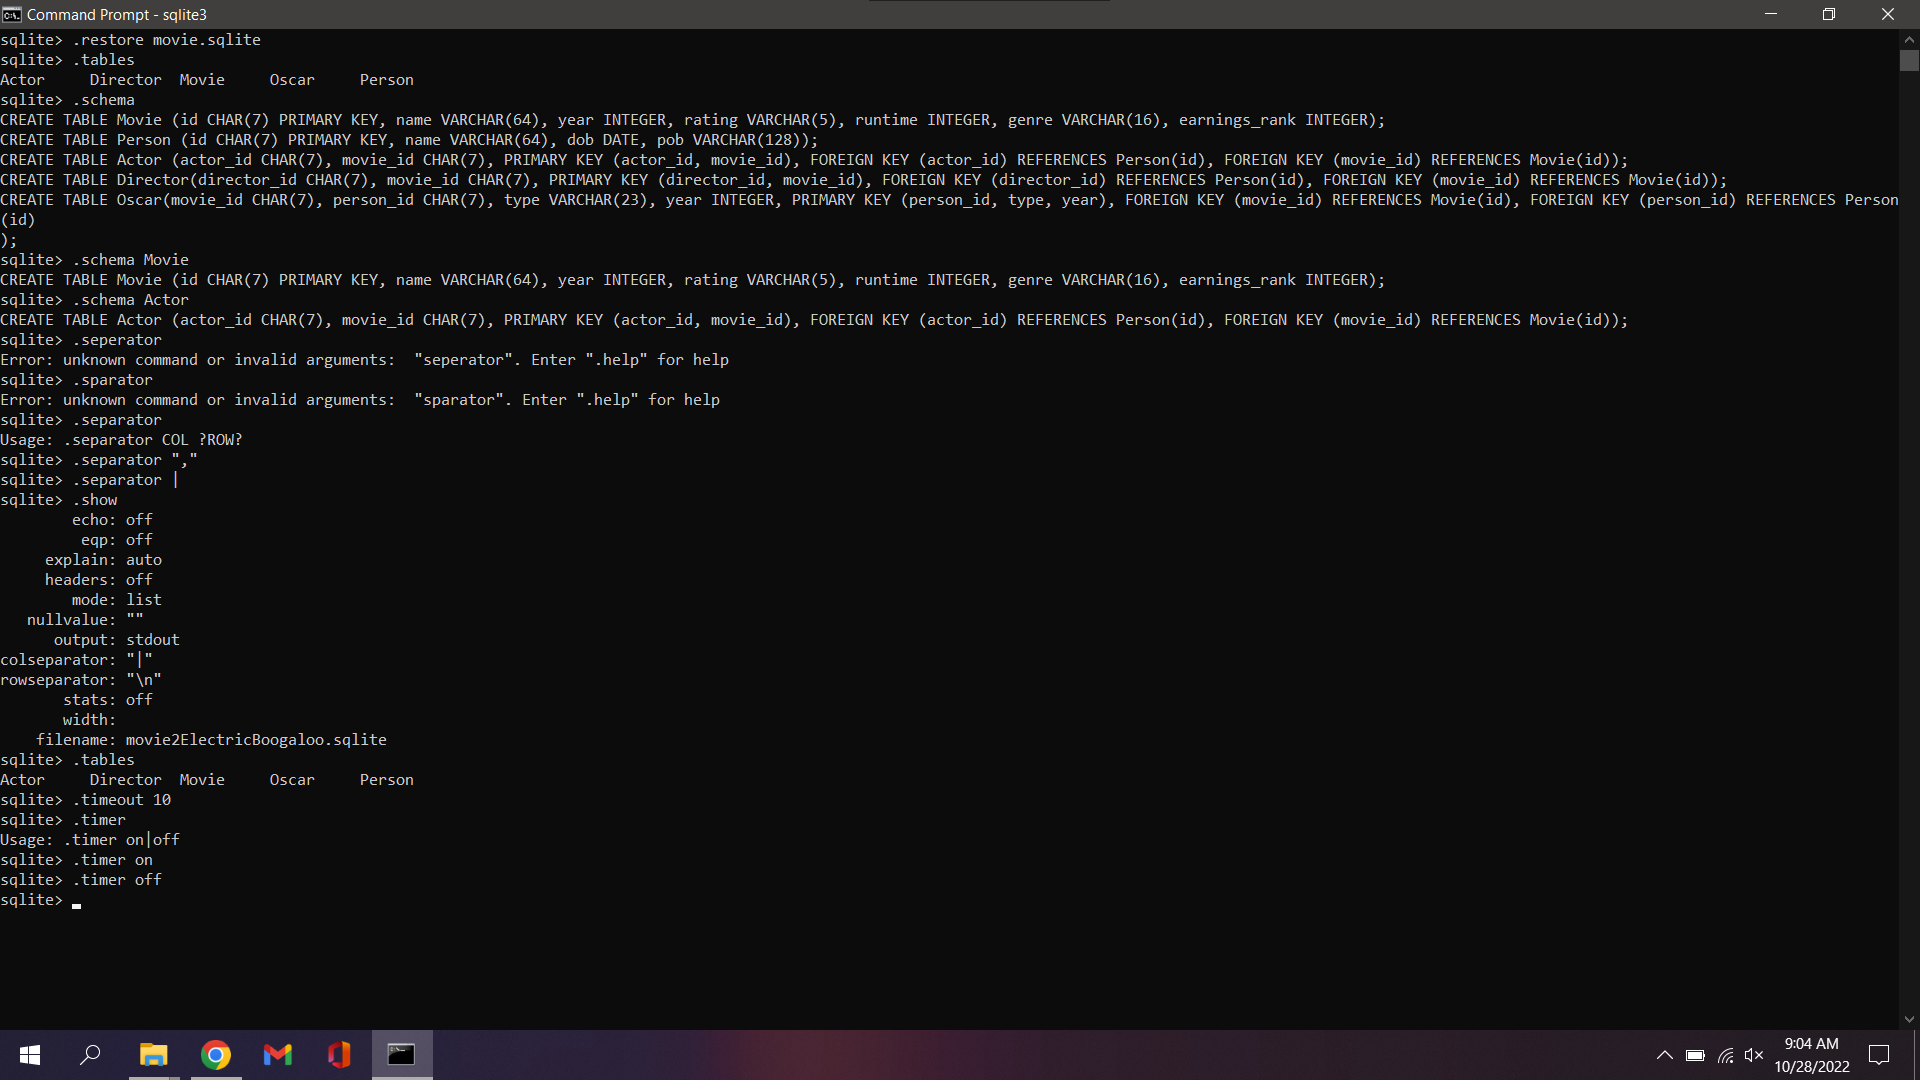 Command Prompt - sqlite3
sqlite> .restore movie.sqlite
sqlite> .tables
Actor     Director  Movie     Oscar     Person
sqlite> .schema
CREATE TABLE Movie (id CHAR(7) PRIMARY KEY, name VARCHAR(64), year INTEGER, rating VARCHAR(5), runtime INTEGER, genre VARCHAR(16), earnings_rank INTEGER);
CREATE TABLE Person (id CHAR(7) PRIMARY KEY, name VARCHAR(64), dob DATE, pob VARCHAR(128));
CREATE TABLE Actor (actor_id CHAR(7), movie_id CHAR(7), PRIMARY KEY (actor_id, movie_id), FOREIGN KEY (actor_id) REFERENCES Person(id), FOREIGN KEY (movie_id) REFERENCES Movie(id));
CREATE TABLE Director(director_id CHAR(7), movie_id CHAR(7), PRIMARY KEY (director_id, movie_id), FOREIGN KEY (director_id) REFERENCES Person(id), FOREIGN KEY (movie_id) REFERENCES Movie(id));
CREATE TABLE Oscar(movie_id CHAR(7), person_id CHAR(7), type VARCHAR(23), year INTEGER, PRIMARY KEY (person_id, type, year), FOREIGN KEY (movie_id) REFERENCES Movie(id), FOREIGN KEY (person_id) REFERENCES Person
(id)
);
sqlite> .schema Movie
CREATE TABLE Movie (id CHAR(7) PRIMARY KEY, name VARCHAR(64), year INTEGER, rating VARCHAR(5), runtime INTEGER, genre VARCHAR(16), earnings_rank INTEGER);
sqlite> .schema Actor
CREATE TABLE Actor (actor_id CHAR(7), movie_id CHAR(7), PRIMARY KEY (actor_id, movie_id), FOREIGN KEY (actor_id) REFERENCES Person(id), FOREIGN KEY (movie_id) REFERENCES Movie(id));
sqlite> .seperator
Error: unknown command or invalid arguments:  "seperator". Enter ".help" for help
sqlite> .sparator
Error: unknown command or invalid arguments:  "sparator". Enter ".help" for help
sqlite> .separator
Usage: .separator COL ?ROW?
sqlite> .separator ","
sqlite> .separator |
sqlite> .show
echo: off
eqp: off
explain: auto
headers: off
mode: list
nullvalue: ""
output: stdout
colseparator: "|"
rowseparator: "\n"
stats: off
width:
filename: movie2ElectricBoogaloo.sqlite
sqlite> .tables
Actor     Director  Movie     Oscar     Person
sqlite> .timeout 10
sqlite> .timer
Usage: .timer on|off
sqlite> .timer on
sqlite> .timer off
sqlite>
9:04 AM
10/28/2022